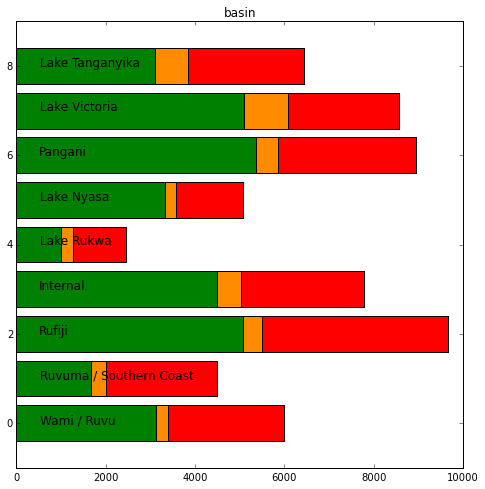 basin
8
Lake Tanganyika
Lake Victoria
6
Pangani
Lake Nyasa
4
Lake Rukwa
Internal
2
Rufiji
Ruvuma / Southern Coast
0
Wami / Ruvu
0 2000 4000 6000 8000 10000